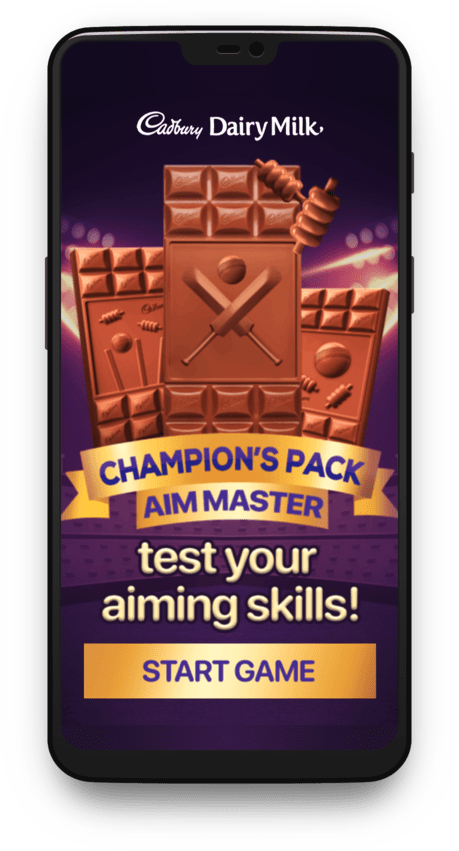 Cadbury Dairy Milk
CHAMPION'S PACK
AIM MASTER
test your
aiming skills!
START GAME